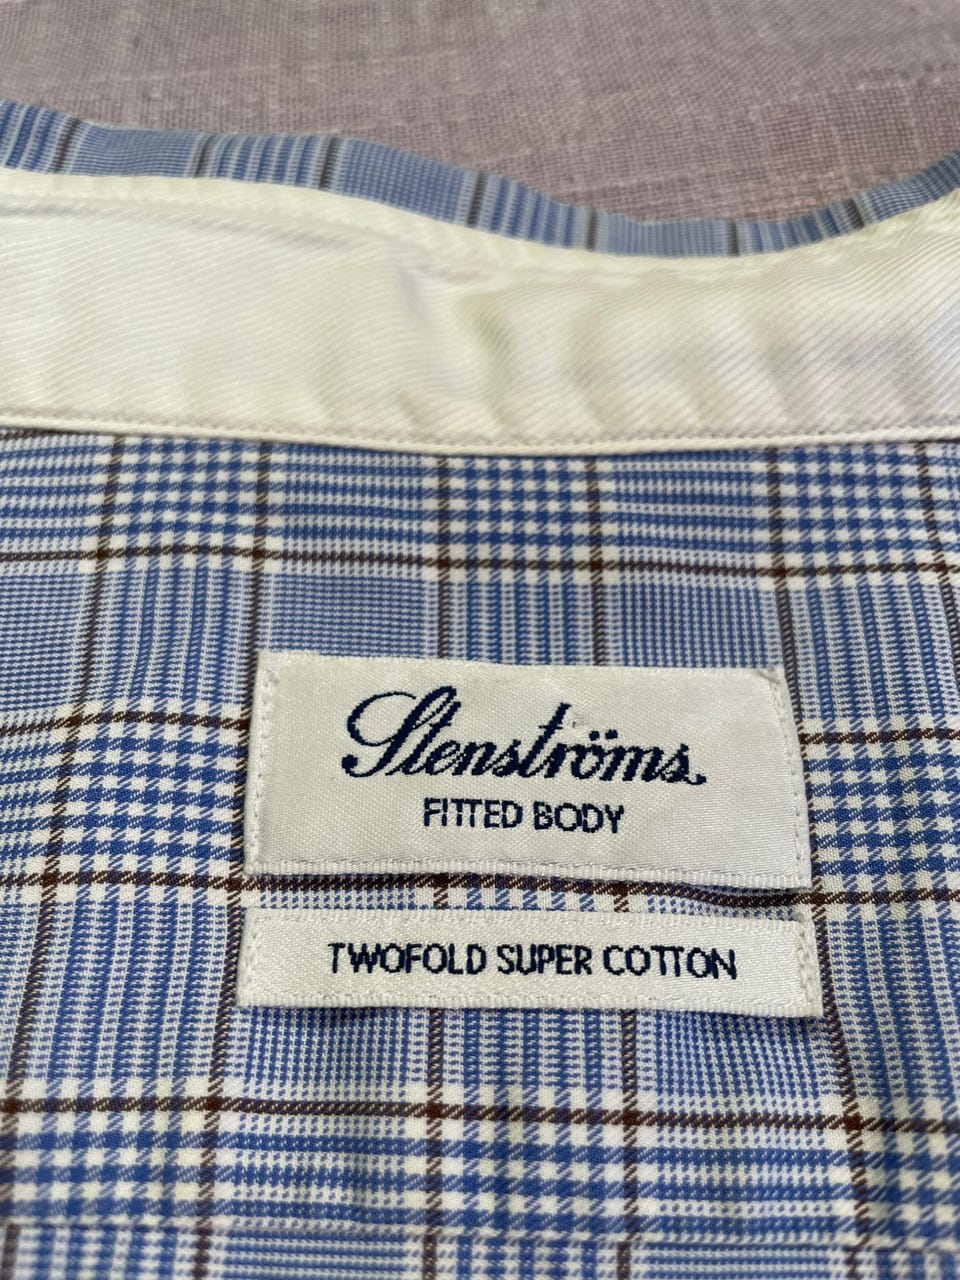 Stenströms
FITTED BODY
TWOFOLD SUPER COTTON